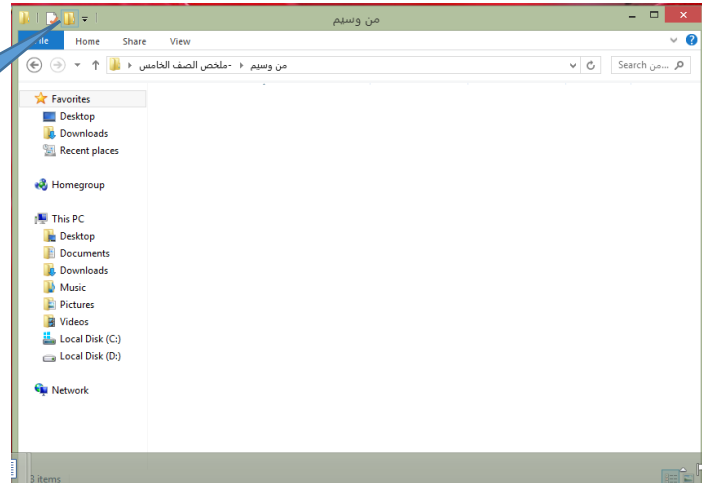 من وسيم
File Home Share View
من وسيم ‹ -ملخص الصف الخامس
Search من...
Favorites
Desktop
Downloads
Recent places
Homegroup
This PC
Desktop
Documents
Downloads
Music
Pictures
Videos
Local Disk (C:)
Local Disk (D:)
Network
3 items